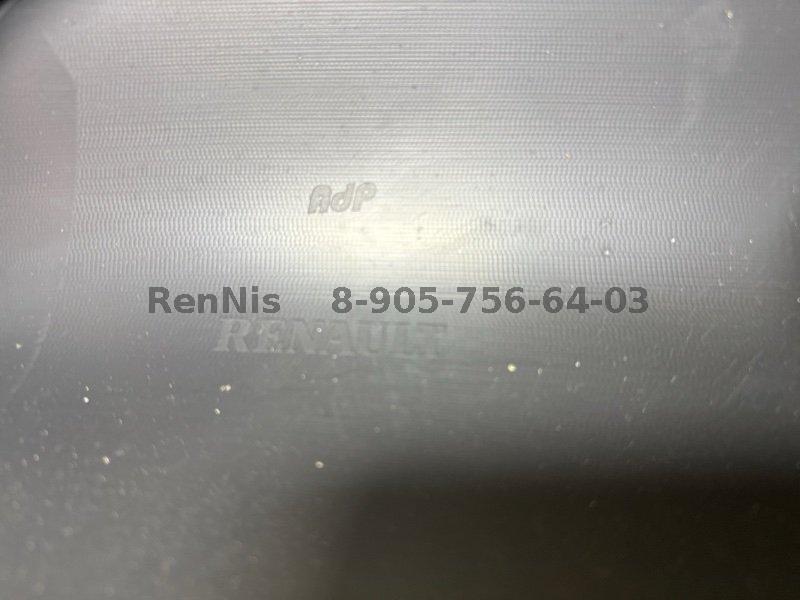 AdP
RenNis 8-905-756-64-03
RENAULT